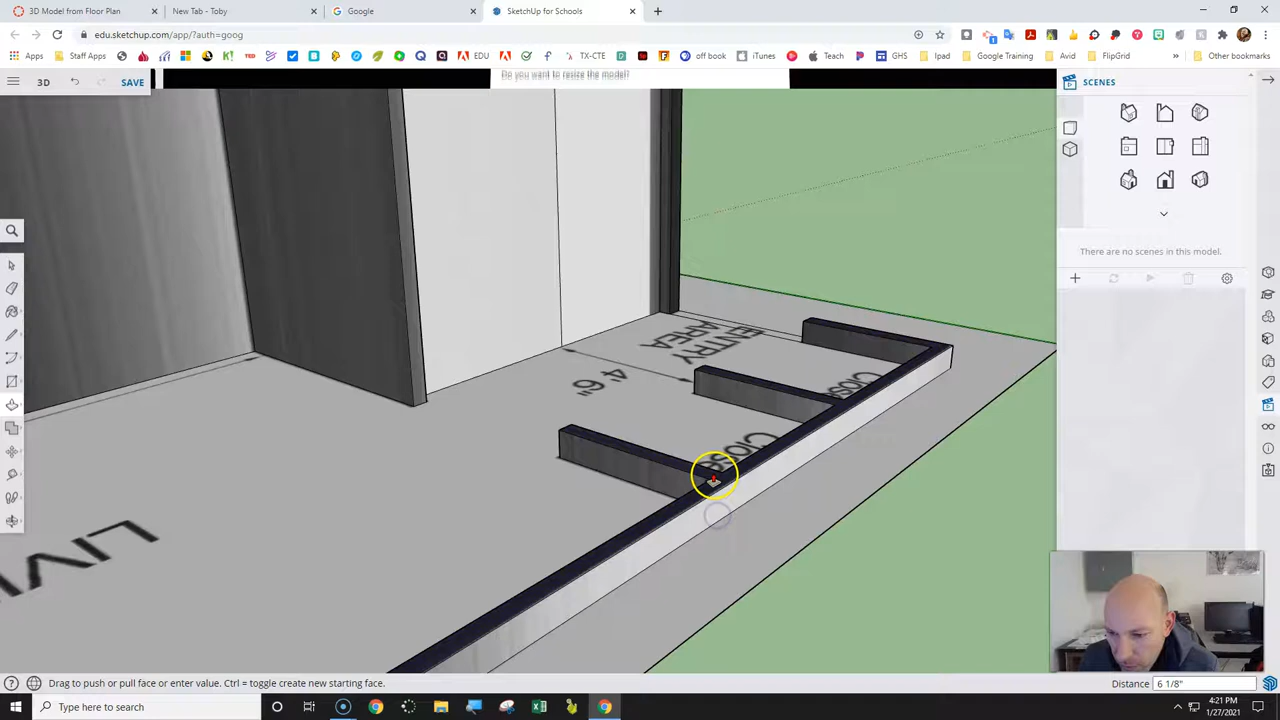 3D Model from Floor Plan
New Tab - Toby
Google
SketchUp for Schools
edu.sketchup.com/app/?auth=goog
Apps
Staff Apps
EDU
TX-CTE
off book
iTunes
Teach
GHS
Ipad
Google Training
Avid
FlipGrid
»
Other bookmarks
3D
SAVE
Do you want to resize the model?
SCENES
There are no scenes in this model.
ENTRY
AREA
4' 6"
Close
Close
LIVI
Drag to push or pull face or enter value. Ctrl = toggle create new starting face.
Distance 6 1/8"
Type here to search
4:21 PM
1/27/2021